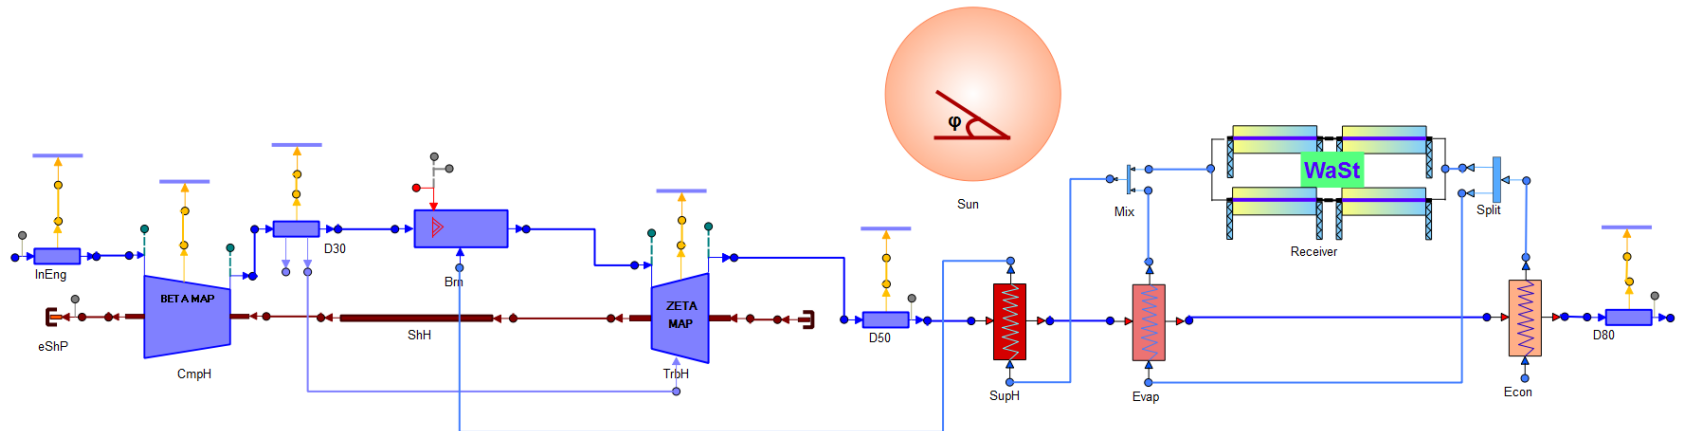 φ
Sun
WaSt
Mix
Split
Receiver
InEng
D30
Brn
BETA MAP
ZETA
MAP
eShP
ShH
CmpH
TrbH
D50
D80
SupH
Evap
Econ